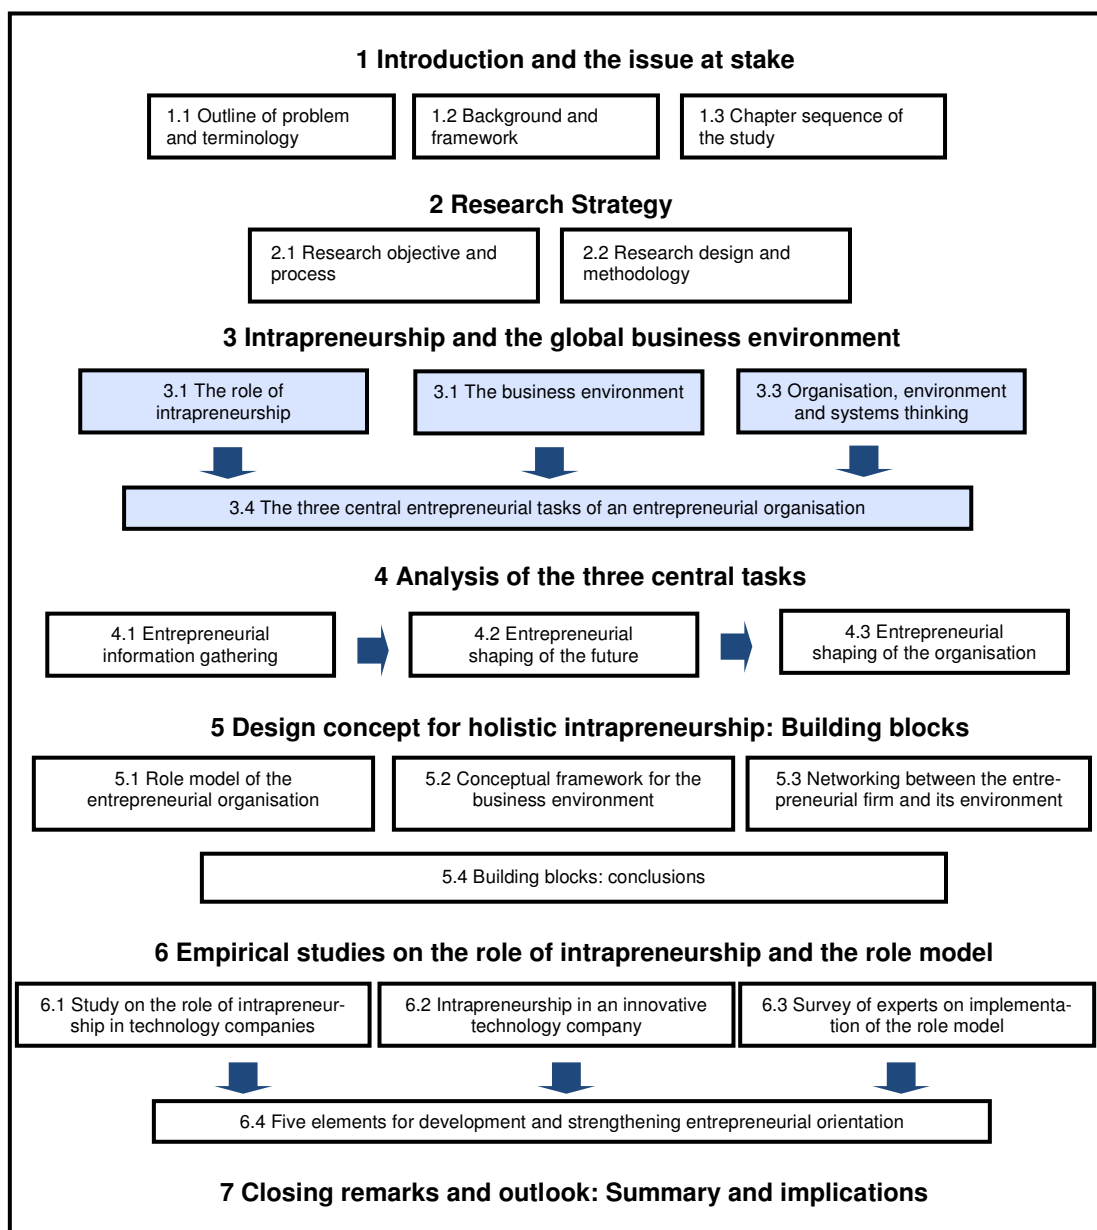 1 Introduction and the issue at stake
1.1 Outline of problem
and terminology
1.2 Background and
framework
1.3 Chapter sequence of
the study
2 Research Strategy
2.1 Research objective and
process
2.2 Research design and
methodology
3 Intrapreneurship and the global business environment
3.1 The role of
intrapreneurship
3.1 The business environment
3.3 Organisation, environment
and systems thinking
3.4 The three central entrepreneurial tasks of an entrepreneurial organisation
4 Analysis of the three central tasks
4.1 Entrepreneurial
information gathering
4.2 Entrepreneurial
shaping of the future
4.3 Entrepreneurial
shaping of the organisation
5 Design concept for holistic intrapreneurship: Building blocks
5.1 Role model of the
entrepreneurial organisation
5.2 Conceptual framework for the
business environment
5.3 Networking between the entre-
preneurial firm and its environment
5.4 Building blocks: conclusions
6 Empirical studies on the role of intrapreneurship and the role model
6.1 Study on the role of intrapreneur-
ship in technology companies
6.2 Intrapreneurship in an innovative
technology company
6.3 Survey of experts on implementa-
tion of the role model
6.4 Five elements for development and strengthening entrepreneurial orientation
7 Closing remarks and outlook: Summary and implications